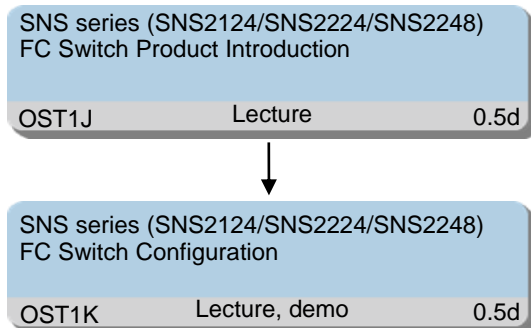 SNS series (SNS2124/SNS2224/SNS2248)
FC Switch Product Introduction
OST1J Lecture 0.5d
SNS series (SNS2124/SNS2224/SNS2248)
FC Switch Configuration
OST1K Lecture, demo 0.5d